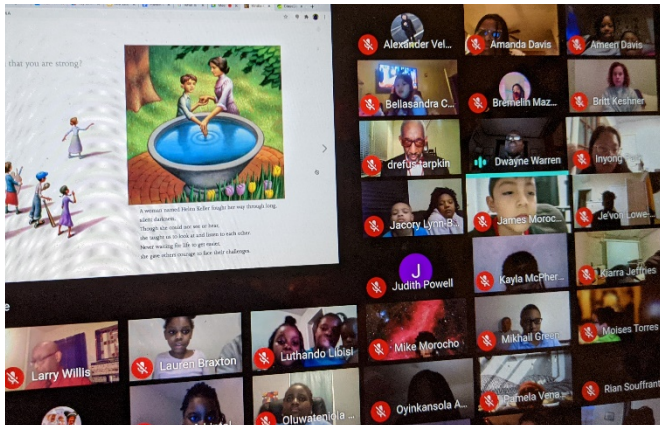 that you are strong?
A woman named Helen Keller fought her way through long,
silent darkness.
Though she could not see or hear,
she taught us to look at and listen to each other.
Never waiting for life to get easier,
she gave others courage to face their challenges.
Alexander Vel...
Amanda Davis
Ameen Davis
Bellasandra C...
Bremelin Maz...
Britt Keshner
drefus tarpkin
Dwayne Warren
Inyong
Jacory Lynn-B...
James Moroc...
Je'von Lowe-...
J
Judith Powell
Kayla McPher...
Kiarra Jeffries
Larry Willis
Lauren Braxton
Luthando Libisi
Mike Morocho
Mikhail Green
Moises Torres
Oluwateniola ...
Oyinkansola A...
Pamela Vena...
Rian Souffrant